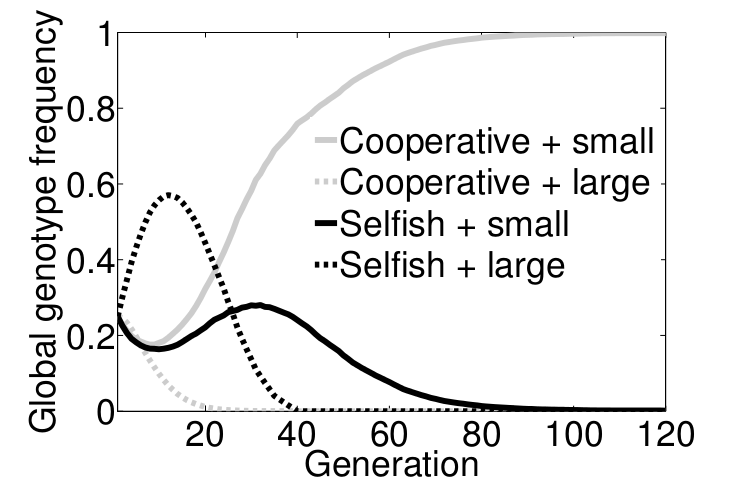 Global genotype frequency
1
0.8
0.6
0.4
0.2
0
Cooperative + small
Cooperative + large
Selfish + small
Selfish + large
20 40 60 80 100 120
Generation